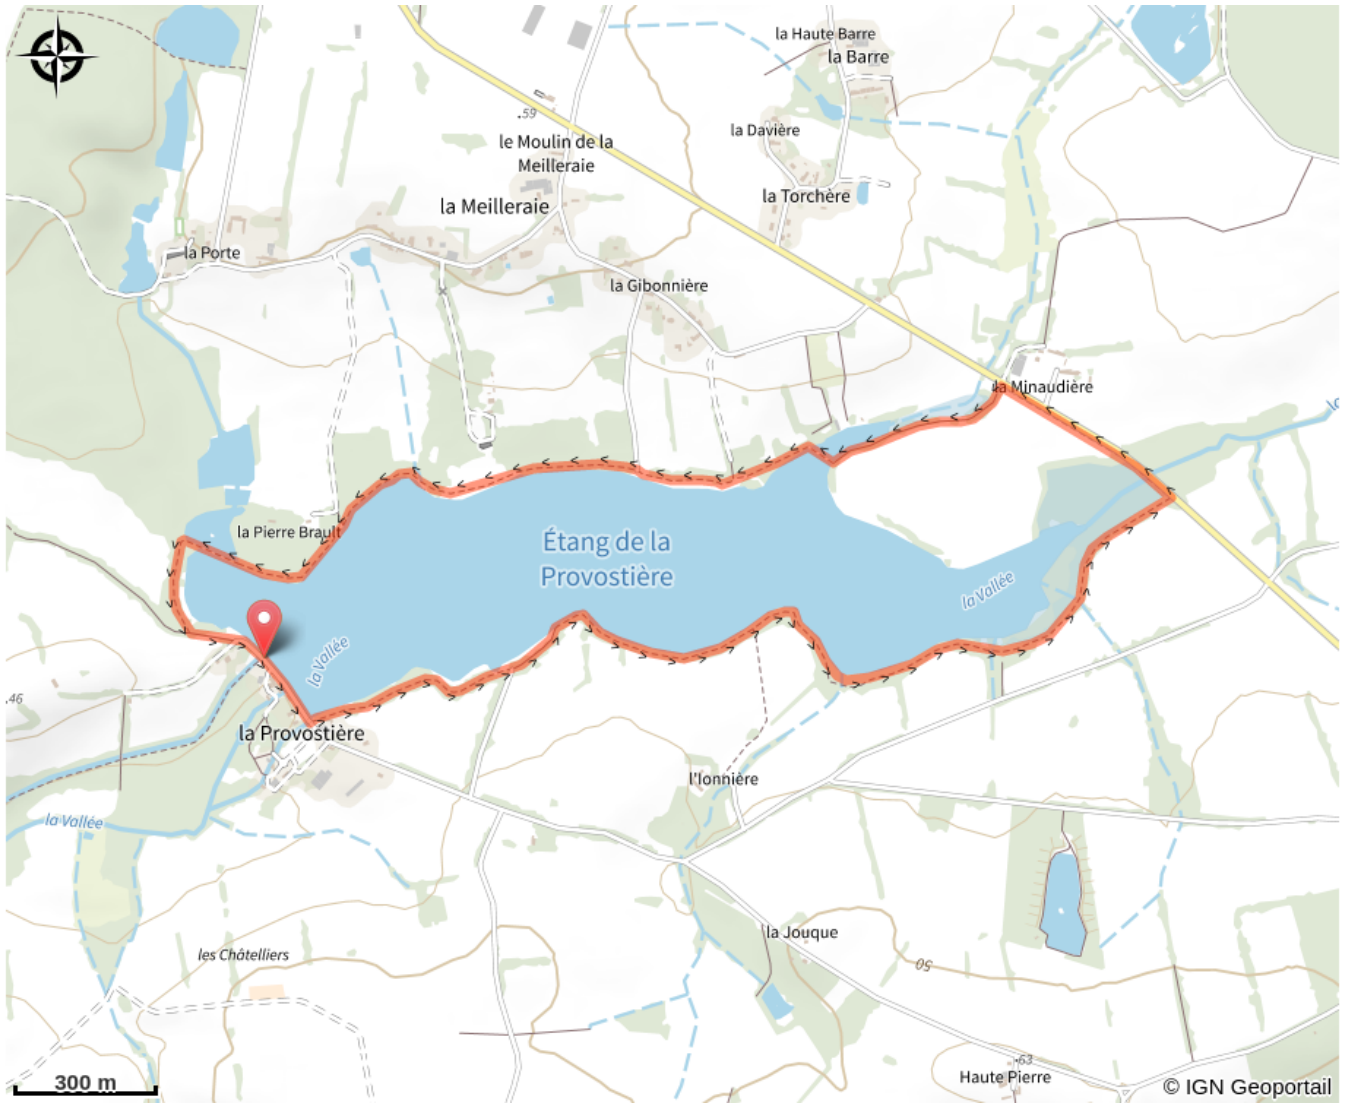 la Haute Barre
la Barre
.59
la Davière
le Moulin de la
Meilleraie
la Torchère
la Meilleraie
la Porte
la Gibonnière
la Minaudière
la Pierre Brault
Étang de la
Provostière
la Vallée
la Vallée
.46
la Provostière
l'Ionnière
la Vallée
la Jouque
les Châtelliers
50
63
Haute Pierre
300 m
© IGN Geoportail